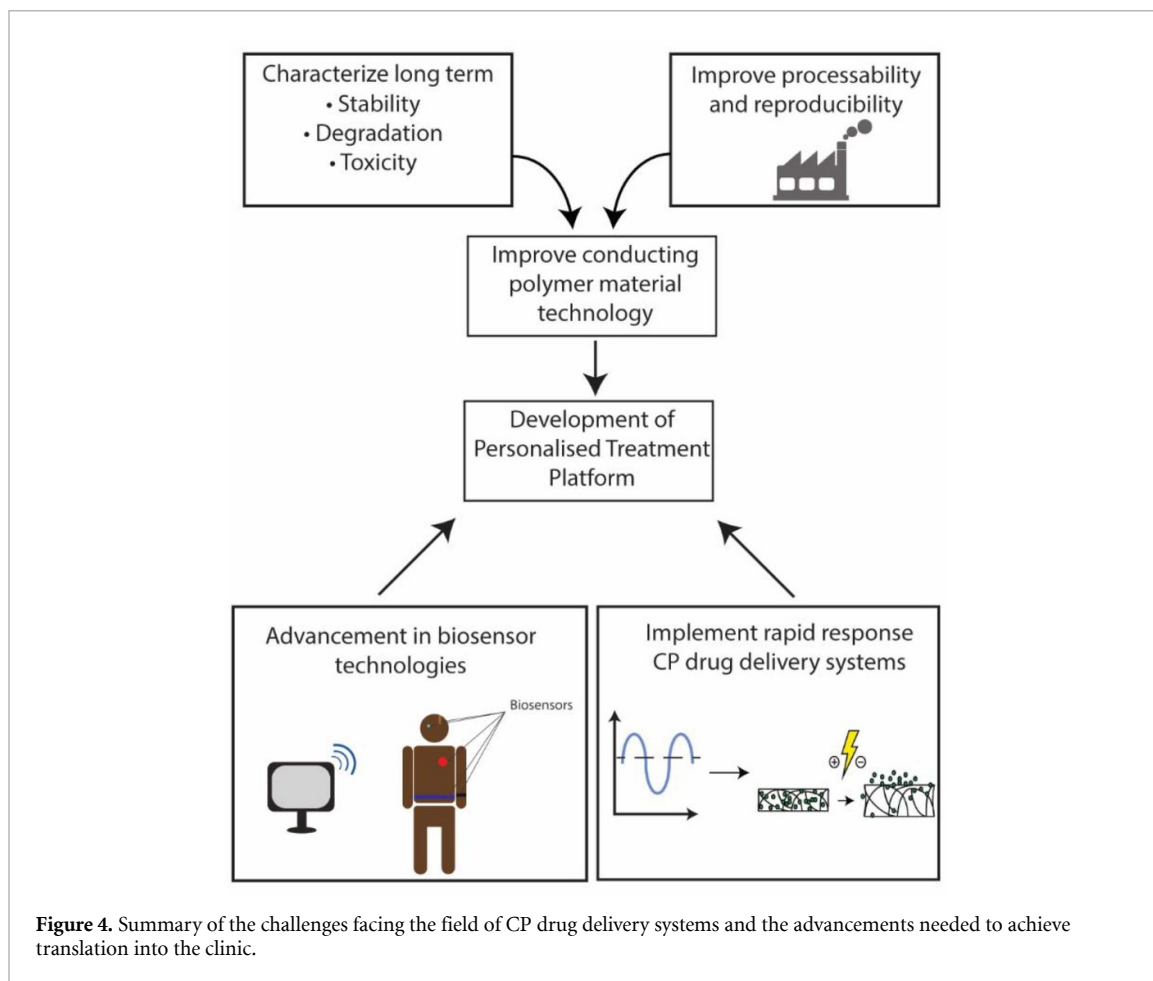 Characterize long term
• Stability
• Degradation
• Toxicity
Improve processability
and reproducibility
Improve conducting
polymer material
technology
Development of
Personalised Treatment
Platform
Advancement in biosensor
technologies
Biosensors
Implement rapid response
CP drug delivery systems
+ −
Figure 4. Summary of the challenges facing the field of CP drug delivery systems and the advancements needed to achieve
translation into the clinic.